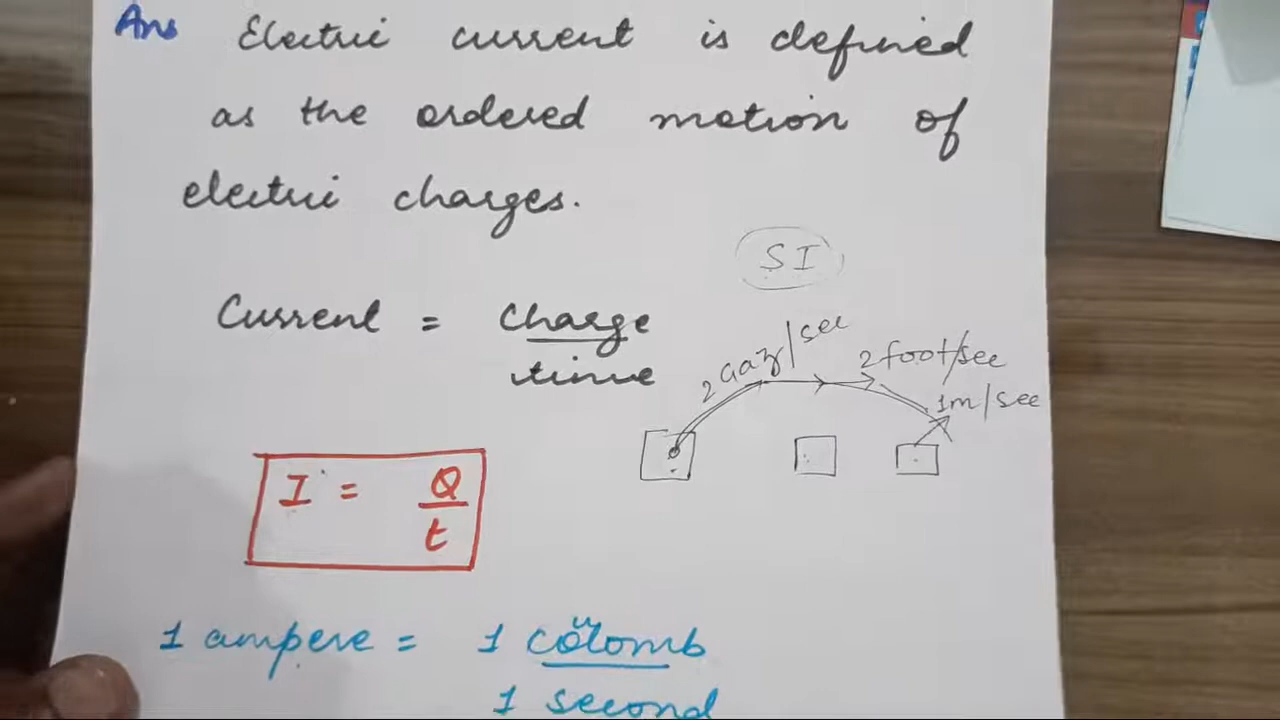 Ans Electric current is defined
as the ordered motion of
electric charges.
SI
Current = Charge
time
2 gaz/sec
2 foot/sec
1m/sec
I = Q
t
1 ampere = 1 coulomb
1 second